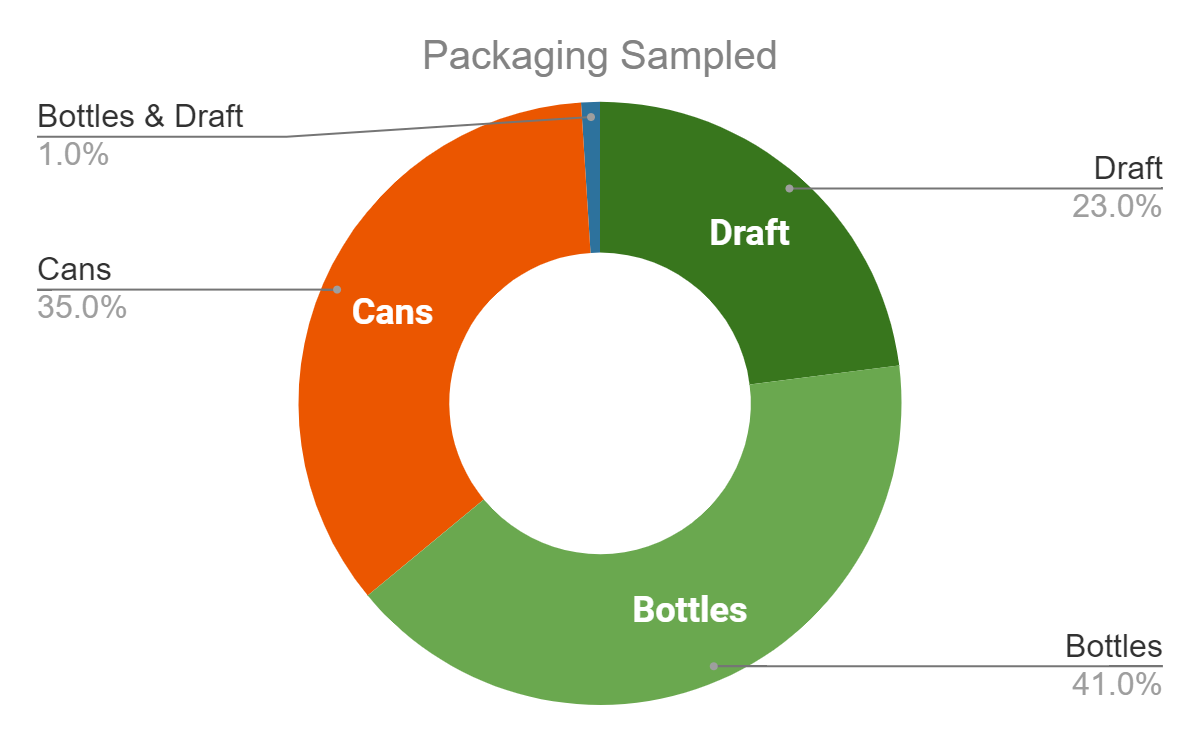 Packaging Sampled
Bottles & Draft
1.0%
Draft
23.0%
Draft
Cans
35.0%
Cans
Bottles
Bottles
41.0%